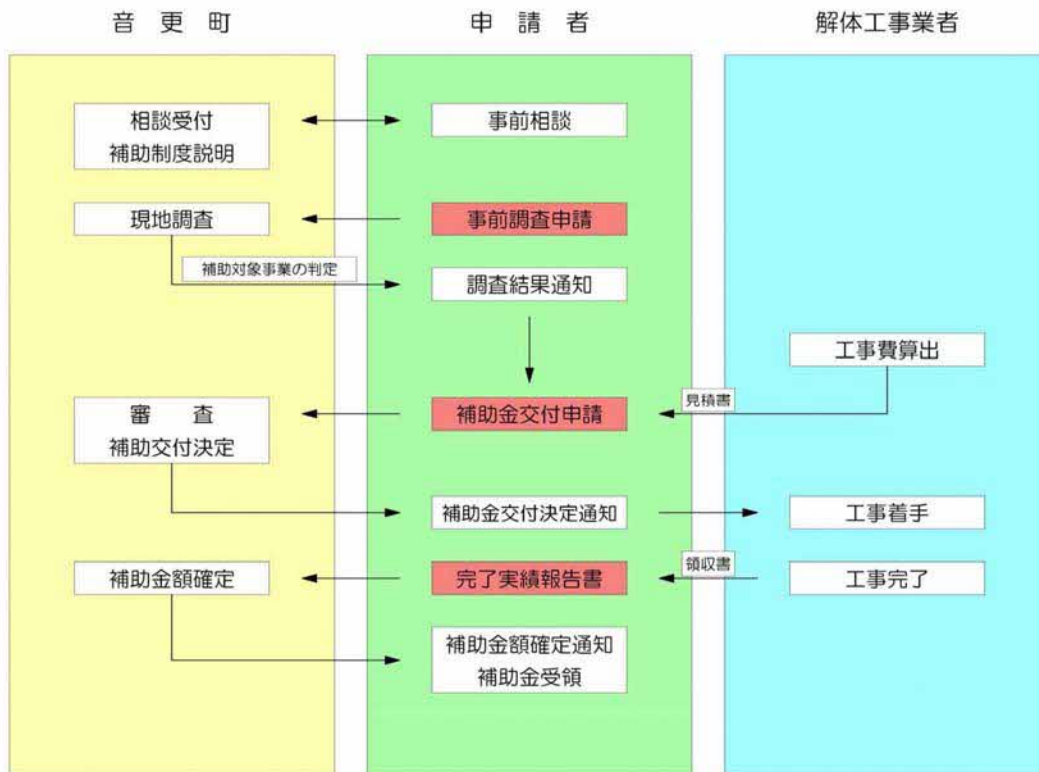 音更町
申請者
解体工事業者
相談受付
補助制度説明
事前相談
現地調査
事前調査申請
補助対象事業の判定
調査結果通知
工事費算出
見積書
審査
補助交付決定
補助金交付申請
補助金交付決定通知
工事着手
領収書
補助金額確定
完了実績報告書
工事完了
補助金額確定通知
補助金受領